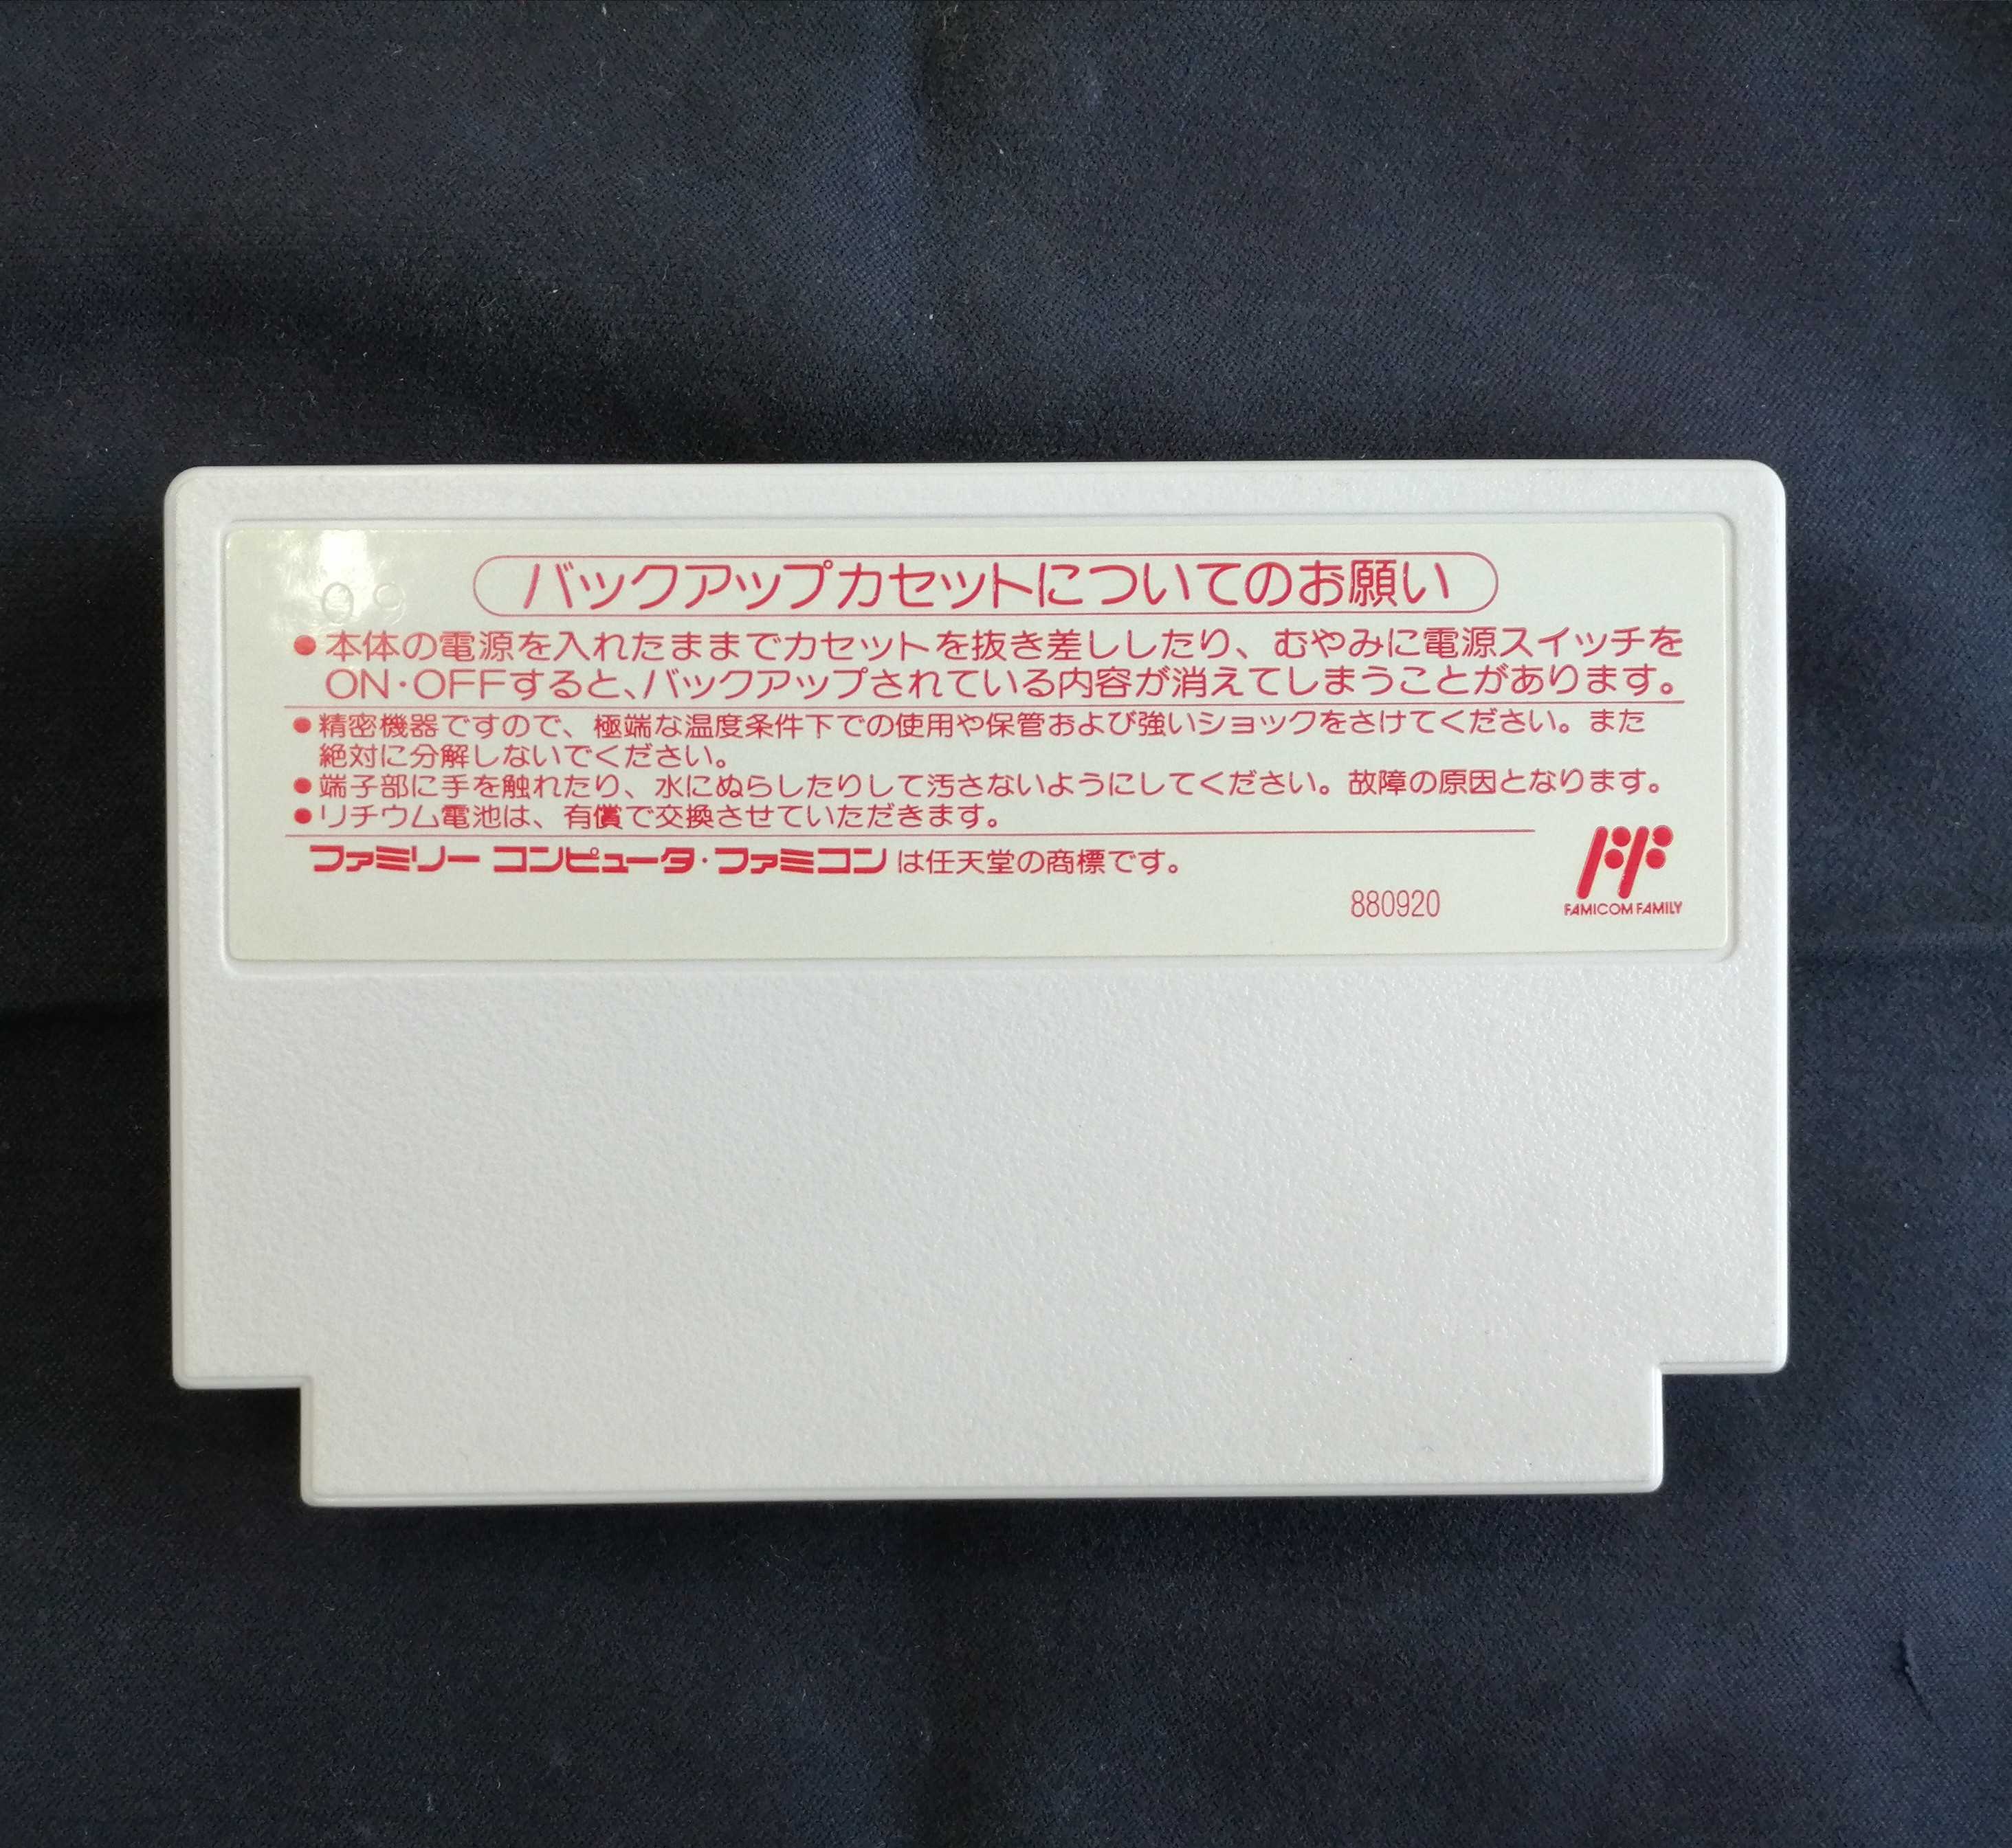 09
バックアップカセットについてのお願い
●本体の電源を入れたままでカセットを抜き差ししたり、むやみに電源スイッチを
ON・OFFすると、バックアップされている内容が消えてしまうことがあります。
●精密機器ですので、極端な温度条件下での使用や保管および強いショックをさけてください。また
絶対に分解しないでください。
●端子部に手を触れたり、水にぬらしたりして汚さないようにしてください。故障の原因となります。
●リチウム電池は、有償で交換させていただきます。
ファミリー コンピュータ・ファミコン は任天堂の商標です。
880920
FAMICOM FAMILY